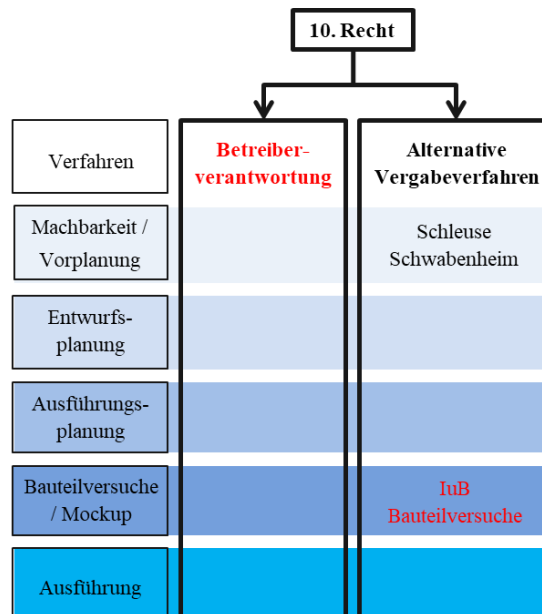 10. Recht
Verfahren
Betreiber-
verantwortung
Alternative
Vergabeverfahren
Machbarkeit /
Vorplanung
Schleuse
Schwabenheim
Entwurfs-
planung
Ausführungs-
planung
Bauteilversuche
/ Mockup
IuB
Bauteilversuche
Ausführung